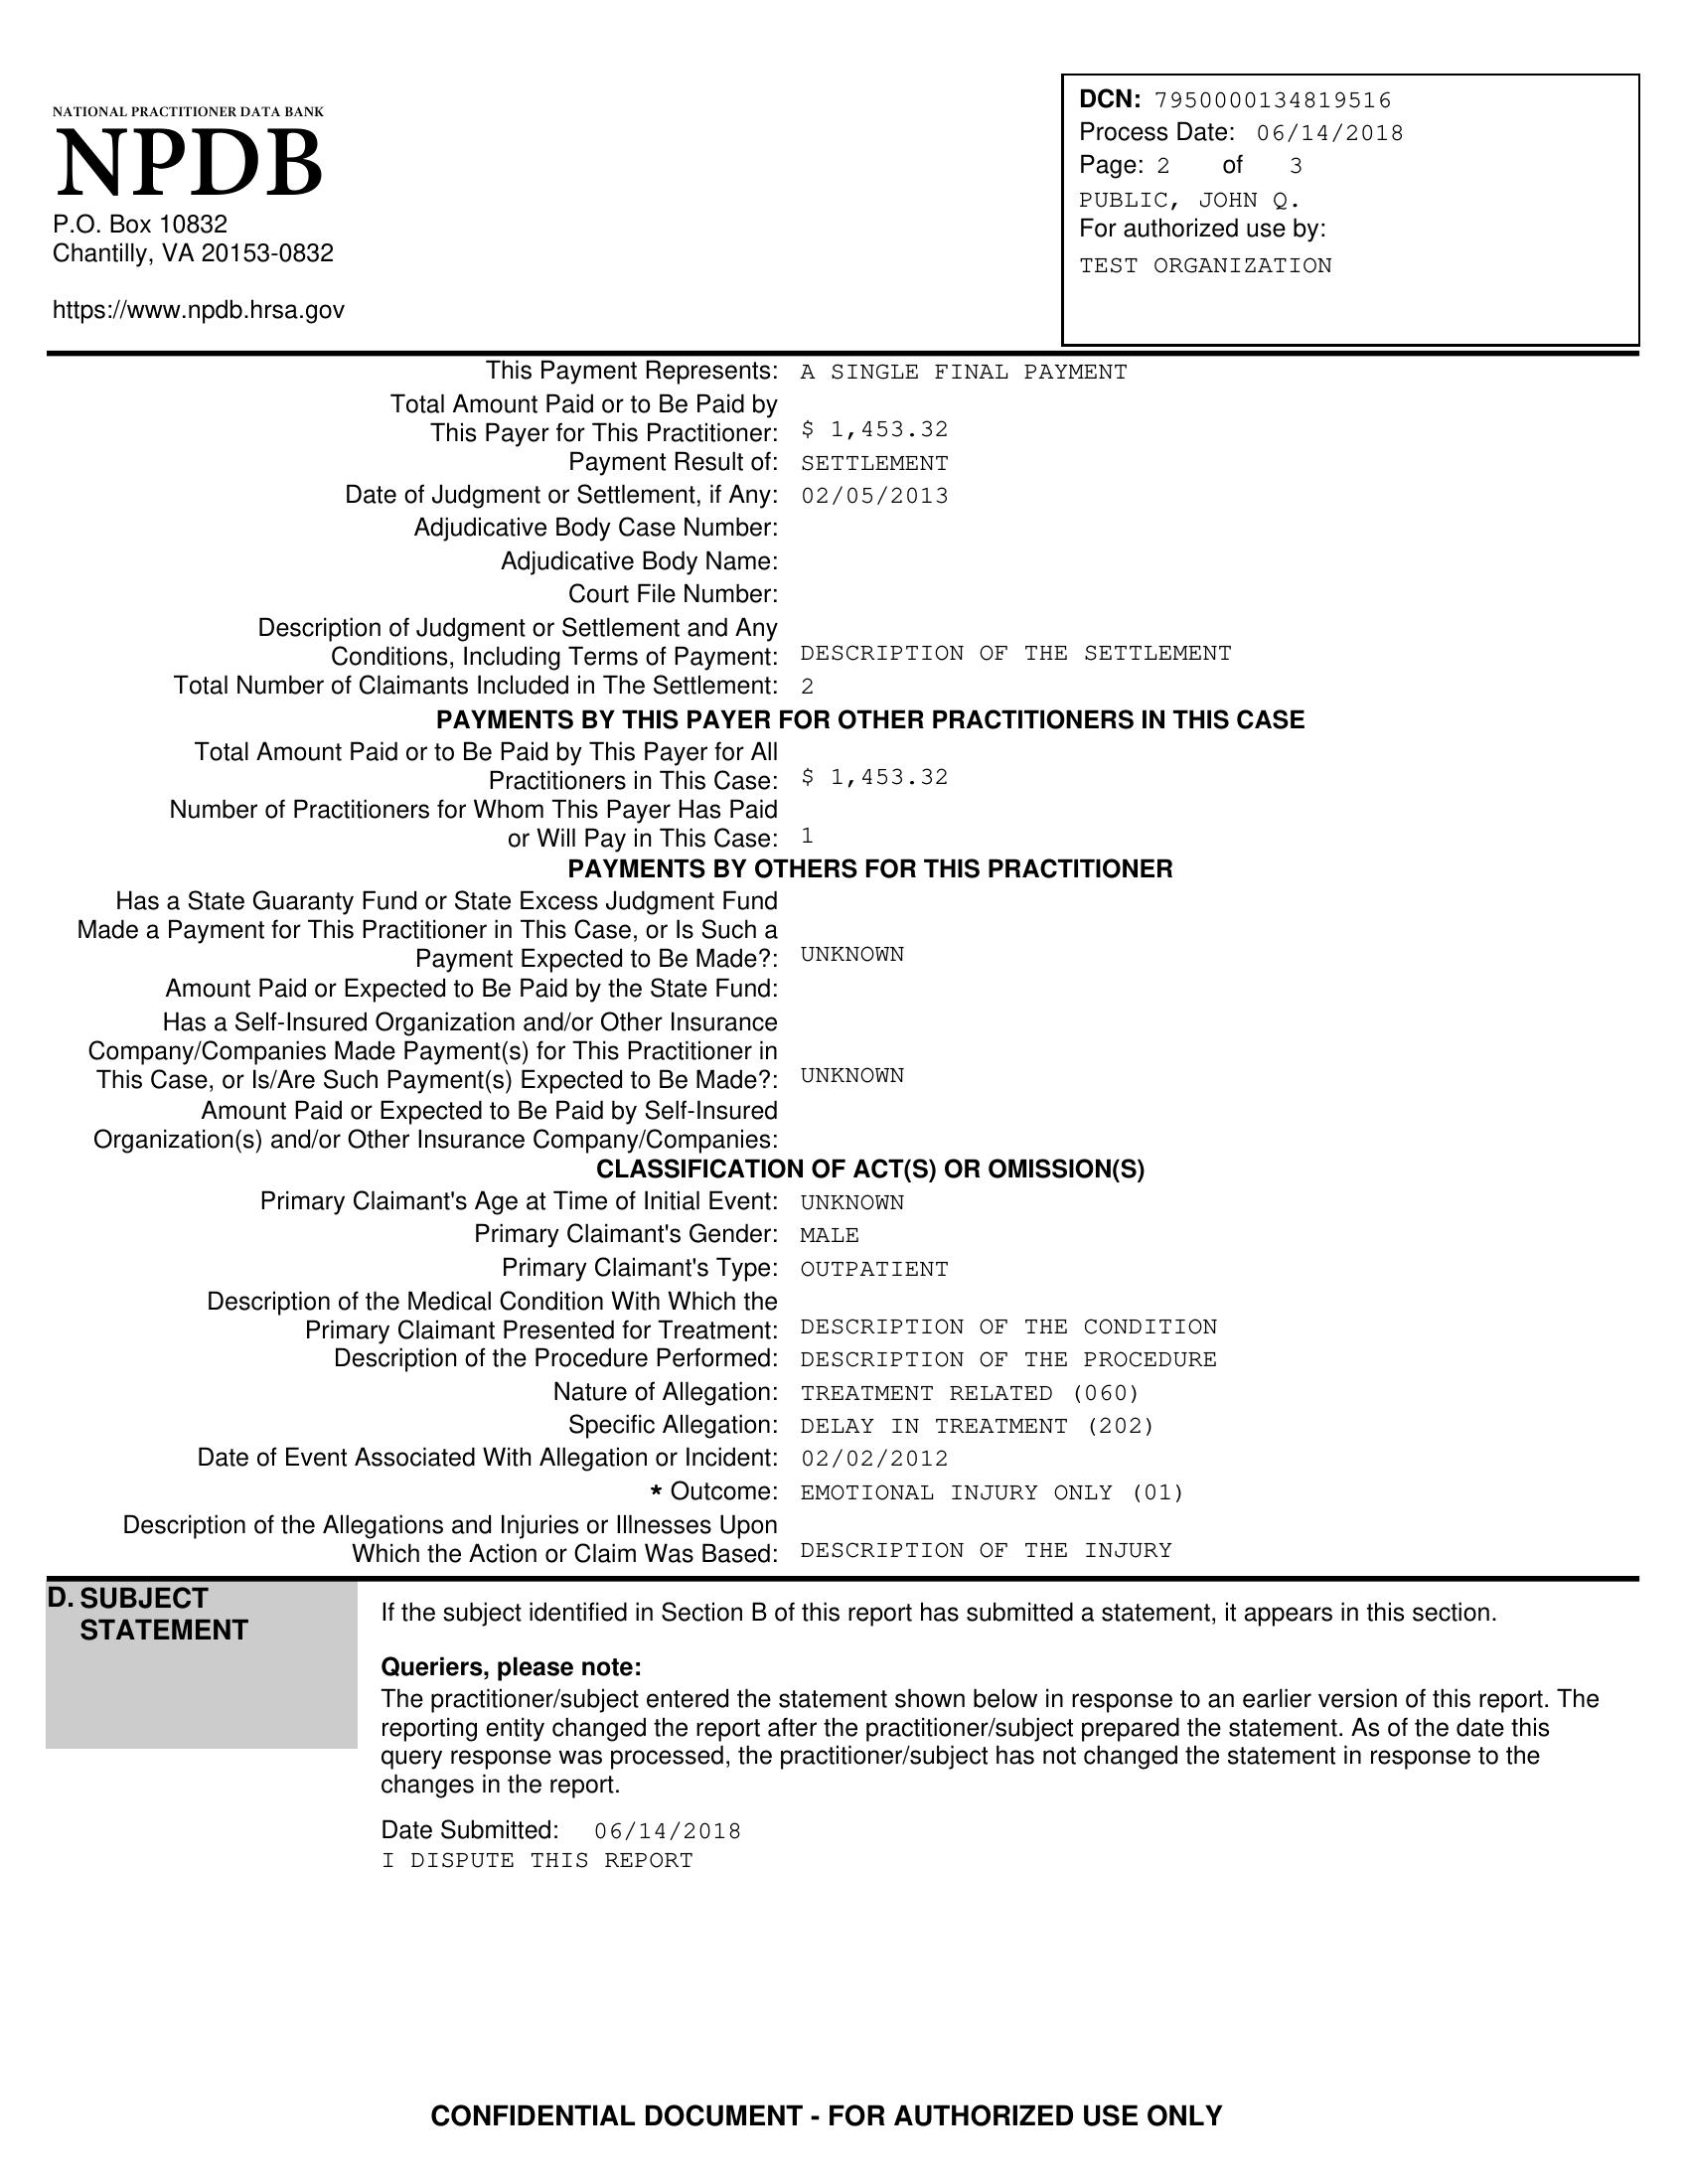 NATIONAL PRACTITIONER DATA BANK
NPDB
P.O. Box 10832
Chantilly, VA 20153-0832
https://www.npdb.hrsa.gov
DCN: 7950000134819516
Process Date: 06/14/2018
Page: 2 of 3
PUBLIC, JOHN Q.
For authorized use by:
TEST ORGANIZATION
This Payment Represents: A SINGLE FINAL PAYMENT
Total Amount Paid or to Be Paid by
This Payer for This Practitioner: $ 1,453.32
Payment Result of: SETTLEMENT
Date of Judgment or Settlement, if Any: 02/05/2013
Adjudicative Body Case Number:
Adjudicative Body Name:
Court File Number:
Description of Judgment or Settlement and Any
Conditions, Including Terms of Payment: DESCRIPTION OF THE SETTLEMENT
Total Number of Claimants Included in The Settlement: 2
PAYMENTS BY THIS PAYER FOR OTHER PRACTITIONERS IN THIS CASE
Total Amount Paid or to Be Paid by This Payer for All
Practitioners in This Case: $ 1,453.32
Number of Practitioners for Whom This Payer Has Paid
or Will Pay in This Case: 1
PAYMENTS BY OTHERS FOR THIS PRACTITIONER
Has a State Guaranty Fund or State Excess Judgment Fund
Made a Payment for This Practitioner in This Case, or Is Such a
Payment Expected to Be Made?: UNKNOWN
Amount Paid or Expected to Be Paid by the State Fund:
Has a Self-Insured Organization and/or Other Insurance
Company/Companies Made Payment(s) for This Practitioner in
This Case, or Is/Are Such Payment(s) Expected to Be Made?: UNKNOWN
Amount Paid or Expected to Be Paid by Self-Insured
Organization(s) and/or Other Insurance Company/Companies:
CLASSIFICATION OF ACT(S) OR OMISSION(S)
Primary Claimant's Age at Time of Initial Event: UNKNOWN
Primary Claimant's Gender: MALE
Primary Claimant's Type: OUTPATIENT
Description of the Medical Condition With Which the
Primary Claimant Presented for Treatment: DESCRIPTION OF THE CONDITION
Description of the Procedure Performed: DESCRIPTION OF THE PROCEDURE
Nature of Allegation: TREATMENT RELATED (060)
Specific Allegation: DELAY IN TREATMENT (202)
Date of Event Associated With Allegation or Incident: 02/02/2012
* Outcome: EMOTIONAL INJURY ONLY (01)
Description of the Allegations and Injuries or Illnesses Upon
Which the Action or Claim Was Based: DESCRIPTION OF THE INJURY
D. SUBJECT
STATEMENT
If the subject identified in Section B of this report has submitted a statement, it appears in this section.
Queriers, please note:
The practitioner/subject entered the statement shown below in response to an earlier version of this report. The
reporting entity changed the report after the practitioner/subject prepared the statement. As of the date this
query response was processed, the practitioner/subject has not changed the statement in response to the
changes in the report.
Date Submitted: 06/14/2018
I DISPUTE THIS REPORT
CONFIDENTIAL DOCUMENT - FOR AUTHORIZED USE ONLY